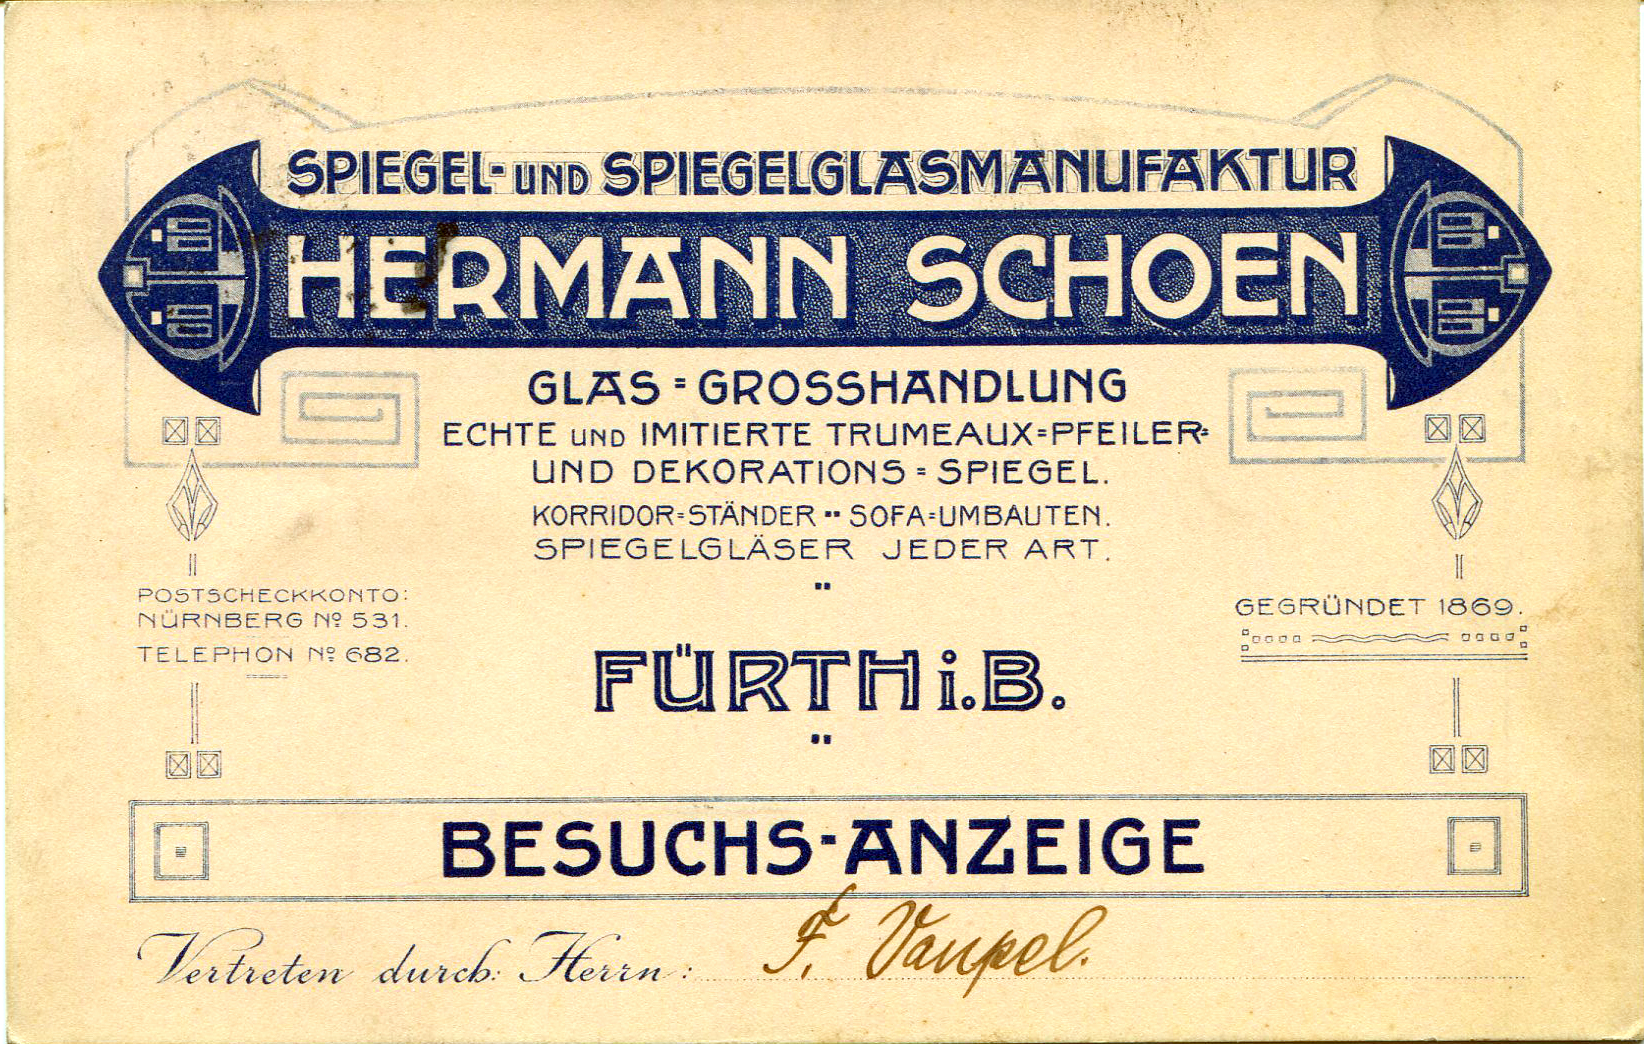 SPIEGEL- UND SPIEGELGLASMANUFAKTUR
HERMANN SCHOEN
GLAS=GROSSHANDLUNG
ECHTE UND IMITIERTE TRUMEAUX=PFEILER=
UND DEKORATIONS=SPIEGEL.
KORRIDOR=STÄNDER " SOFA=UMBAUTEN.
SPIEGELGLÄSER JEDER ART.
"
POSTSCHECKKONTO:
NÜRNBERG Nº 531.
TELEPHON Nº 682.
GEGRÜNDET 1869.
FÜRTH i.B.
"
BESUCHS-ANZEIGE
Vertreten durch: Herrn: F. Vaupel.